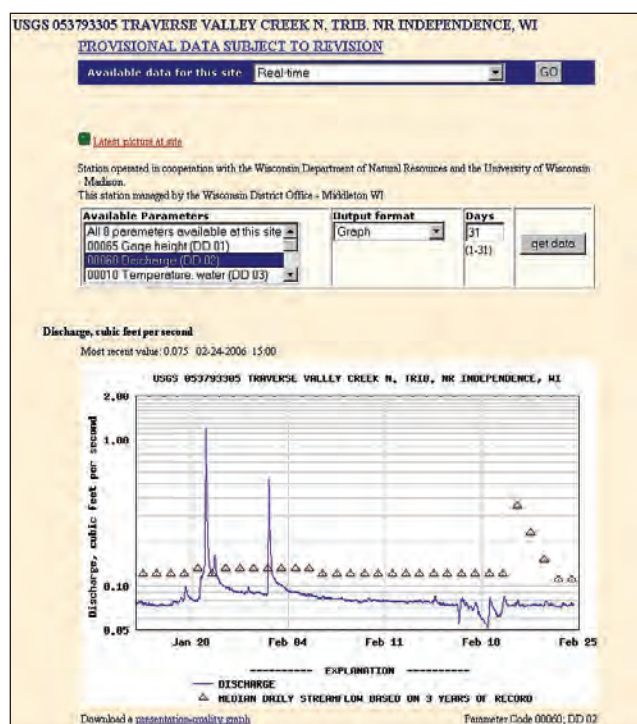 USGS 053793305 TRAVERSE VALLEY CREEK N, TRIB. NR INDEPENDENCE, WI
PROVISIONAL DATA SUBJECT TO REVISION
Available data for this site Real-time GO
Latest picture at site
Station operated in cooperation with the Wisconsin Department of Natural Resources and the University of Wisconsin
- Madison.
This station managed by the Wisconsin District Office - Middleton WI
Available Parameters Output format Days
All 8 parameters available at this site Graph 31
00065 Gage height (DD 01) (1-31) get data
00060 Discharge (DD 02)
00010 Temperature, water (DD 03)
Discharge, cubic feet per second
Most recent value: 0.075 02-24-2006 15:00
USGS 053793305 TRAVERSE VALLEY CREEK N, TRIB, NR INDEPENDENCE, WI
Discharge, cubic feet per second
2.00
1.00
0.10
0.05
Jan 28 Feb 04 Feb 11 Feb 18 Feb 25
---------- EXPLANATION ----------
DISCHARGE
MEDIAN DAILY STREAMFLOW BASED ON 3 YEARS OF RECORD
Download a presentation-quality graph Parameter Code 00060; DD 02